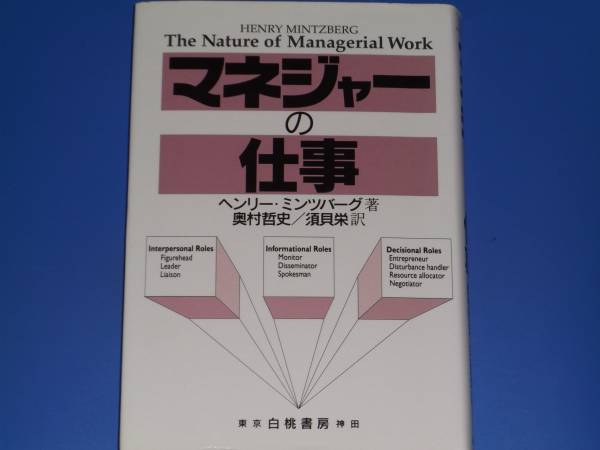 HENRY MINTZBERG
The Nature of Managerial Work
マネジャー
の
仕事
ヘンリー・ミンツバーグ著
奥村哲史/須貝栄訳
Interpersonal Roles
Figurehead
Leader
Liaison
Informational Roles
Monitor
Disseminator
Spokesman
Decisional Roles
Entrepreneur
Disturbance handler
Resource allocator
Negotiator
東京 白桃書房 神田